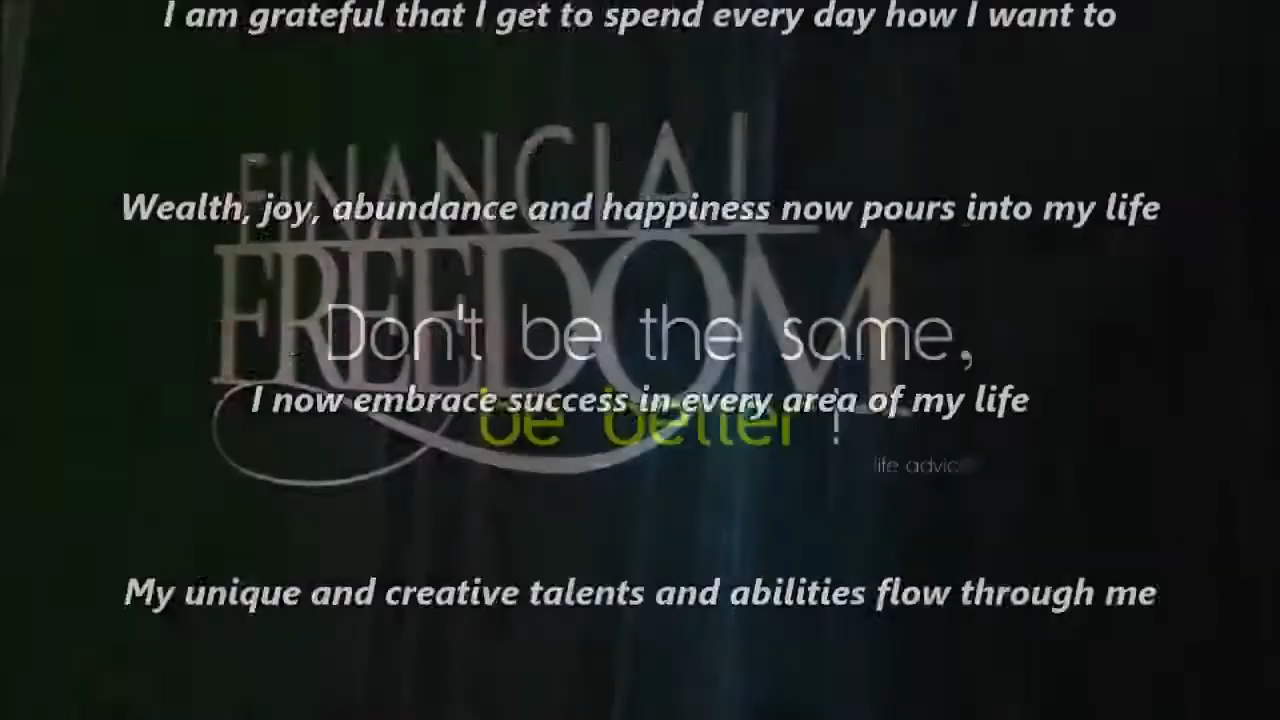 I am grateful that I get to spend every day how I want to
FINANCIAL
Wealth, joy, abundance and happiness now pours into my life
FREEDOM
Don't be the same,
I now embrace success in every area of my life
be better !
life advice
My unique and creative talents and abilities flow through me